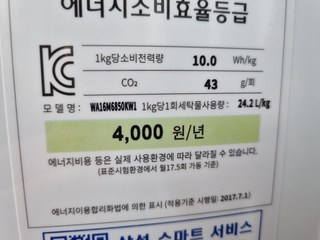 에너지소비효율등급
1kg당소비전력량 10.0 Wh/kg
CO₂ 43 g/회
모 델 명 : WA16M6850KW1 1kg당1회세탁물사용량: 24.2 L/kg
4,000 원/년
에너지비용 등은 실제 사용환경에 따라 달라질 수 있습니다.
(표준시험환경에서 월17.5회 가동 기준)
에너지이용합리화법에 의한 표시 (적용기준 시행일: 2017.7.1)
삼성 스마트 서비스